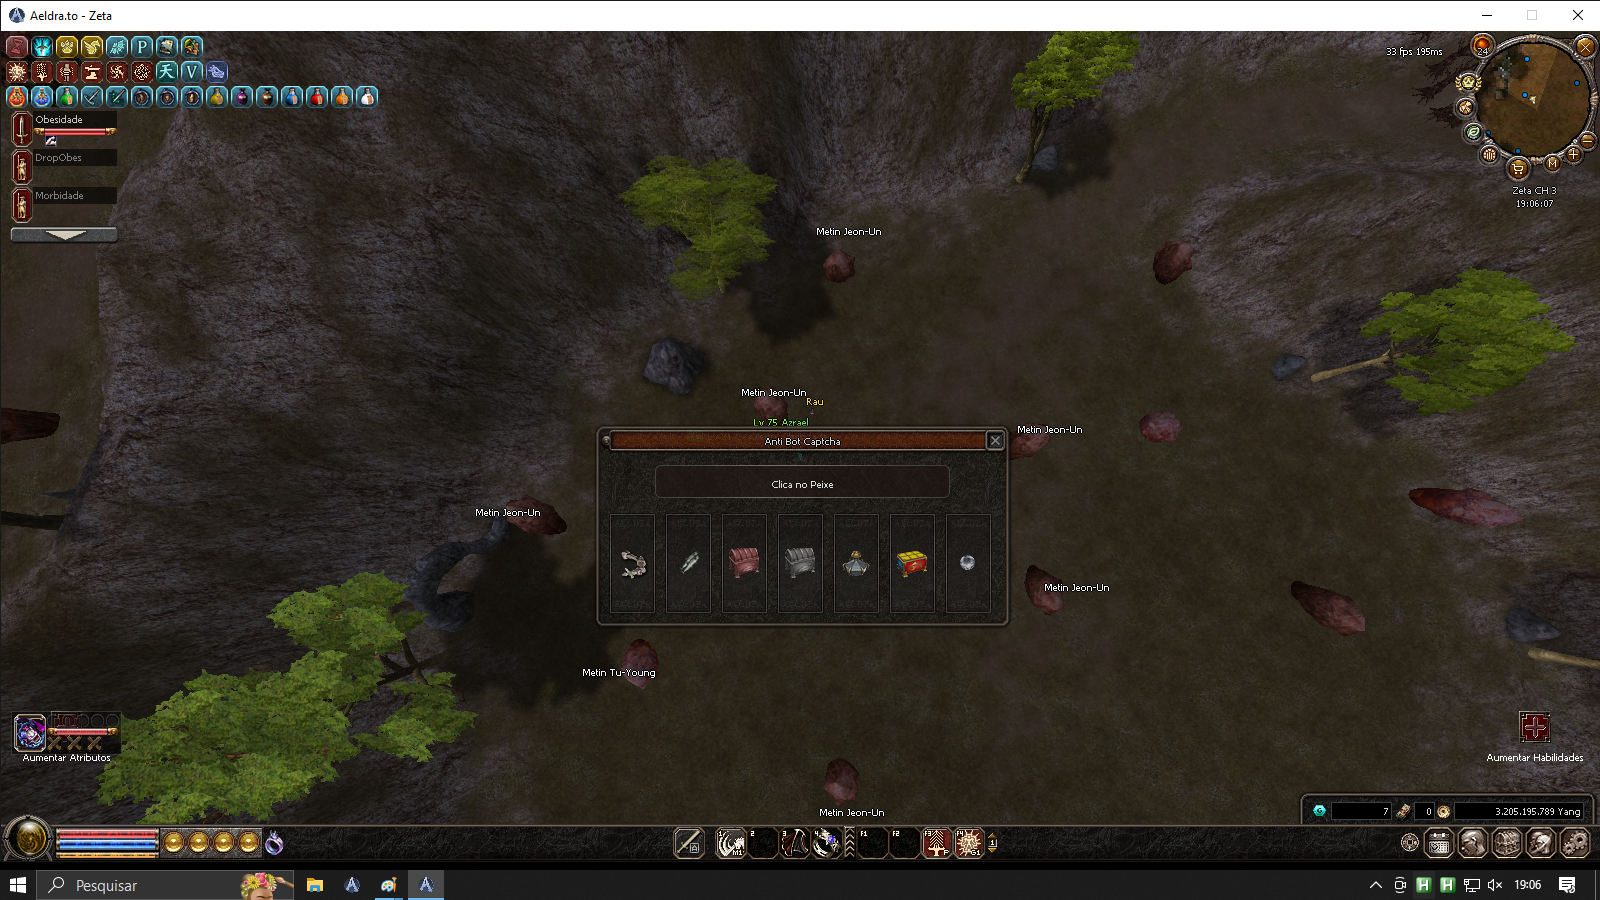 Aeldra.to - Zeta
33 fps 195ms
24
Obesidade
DropObes
Morbidade
Zeta CH 3
19:06:07
Metin Jeon-Un
Metin Jeon-Un
Rau
Lv 75 Azrael
Metin Jeon-Un
Anti Bot Captcha
Clica no Peixe
Metin Jeon-Un
Metin Jeon-Un
Metin Tu-Young
Aumentar Atributos
Aumentar Habilidades
Metin Jeon-Un
7
0
3.205.195.789 Yang
Pesquisar
19:06